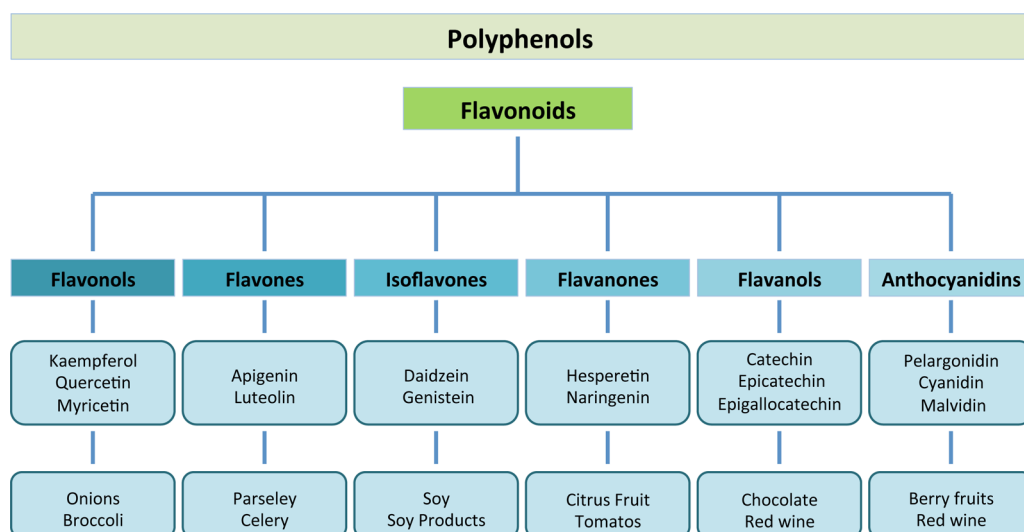 Polyphenols
Flavonoids
Flavonols
Flavones
Isoflavones
Flavanones
Flavanols
Anthocyanidins
Kaempferol
Quercetin
Myricetin
Apigenin
Luteolin
Daidzein
Genistein
Hesperetin
Naringenin
Catechin
Epicatechin
Epigallocatechin
Pelargonidin
Cyanidin
Malvidin
Onions
Broccoli
Parseley
Celery
Soy
Soy Products
Citrus Fruit
Tomatos
Chocolate
Red wine
Berry fruits
Red wine